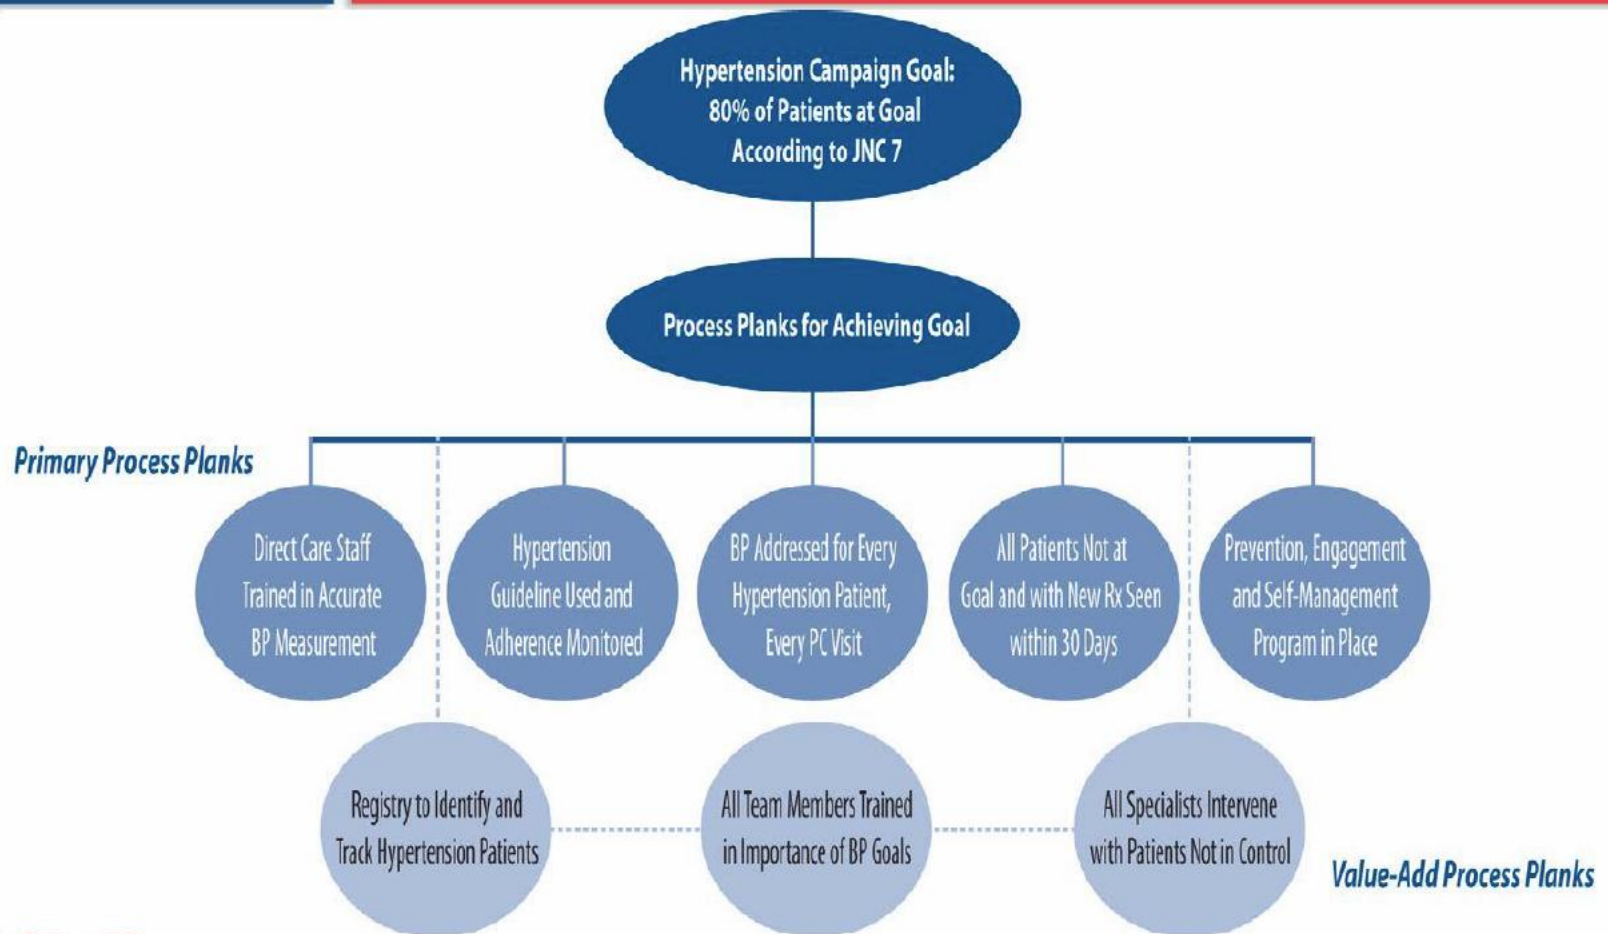 Hypertension Campaign Goal:
80% of Patients at Goal
According to JNC 7
Process Planks for Achieving Goal
Primary Process Planks
Direct Care Staff
Trained in Accurate
BP Measurement
Hypertension
Guideline Used and
Adherence Monitored
BP Addressed for Every
Hypertension Patient,
Every PC Visit
All Patients Not at
Goal and with New Rx Seen
within 30 Days
Prevention, Engagement
and Self-Management
Program in Place
Registry to Identify and
Track Hypertension Patients
All Team Members Trained
in Importance of BP Goals
All Specialists Intervene
with Patients Not in Control
Value-Add Process Planks